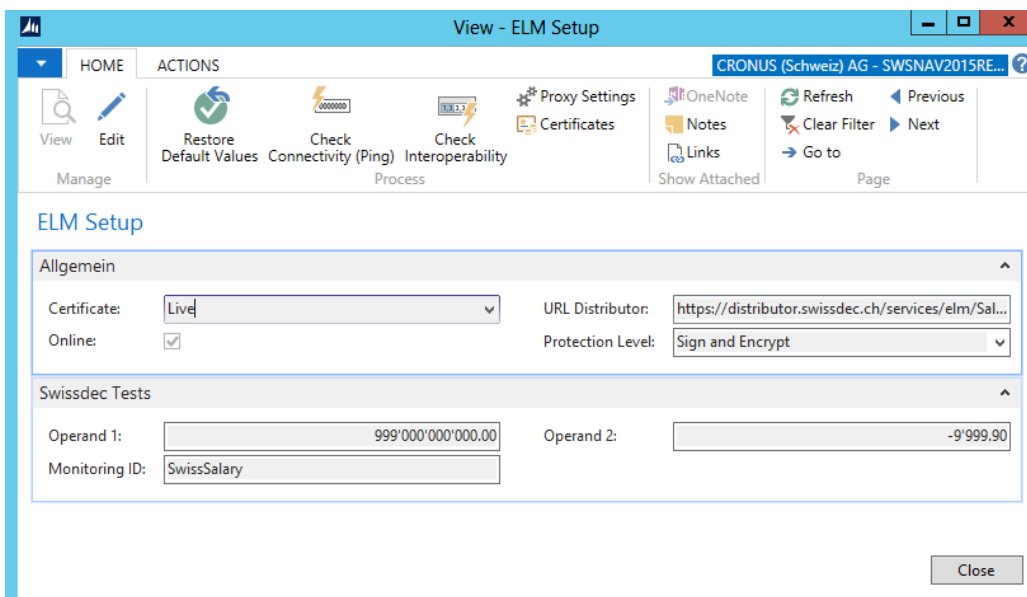 View - ELM Setup
HOME ACTIONS CRONUS (Schweiz) AG - SWSNAV2015RE...
View Edit
Manage
Restore
Default Values
Check
Connectivity (Ping)
Check
Interoperability
Proxy Settings
Certificates
Process
OneNote
Notes
Links
Show Attached
Refresh
Clear Filter
Go to
Previous
Next
Page
ELM Setup
Allgemein
Certificate: Live URL Distributor: https://distributor.swissdec.ch/services/elm/Sal...
Online: Protection Level: Sign and Encrypt
Swissdec Tests
Operand 1: 999'000'000'000.00 Operand 2: -9'999.90
Monitoring ID: SwissSalary
Close